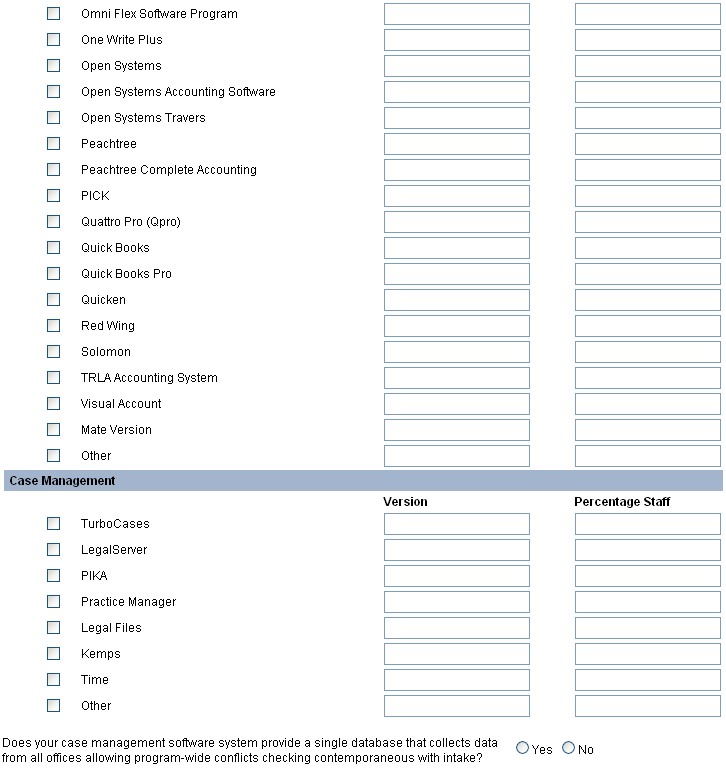 Omni Flex Software Program
One Write Plus
Open Systems
Open Systems Accounting Software
Open Systems Travers
Peachtree
Peachtree Complete Accounting
PICK
Quattro Pro (Qpro)
Quick Books
Quick Books Pro
Quicken
Red Wing
Solomon
TRLA Accounting System
Visual Account
Mate Version
Other
Case Management
Version Percentage Staff
TurboCases
LegalServer
PIKA
Practice Manager
Legal Files
Kemps
Time
Other
Does your case management software system provide a single database that collects data
from all offices allowing program-wide conflicts checking contemporaneous with intake?
Yes No